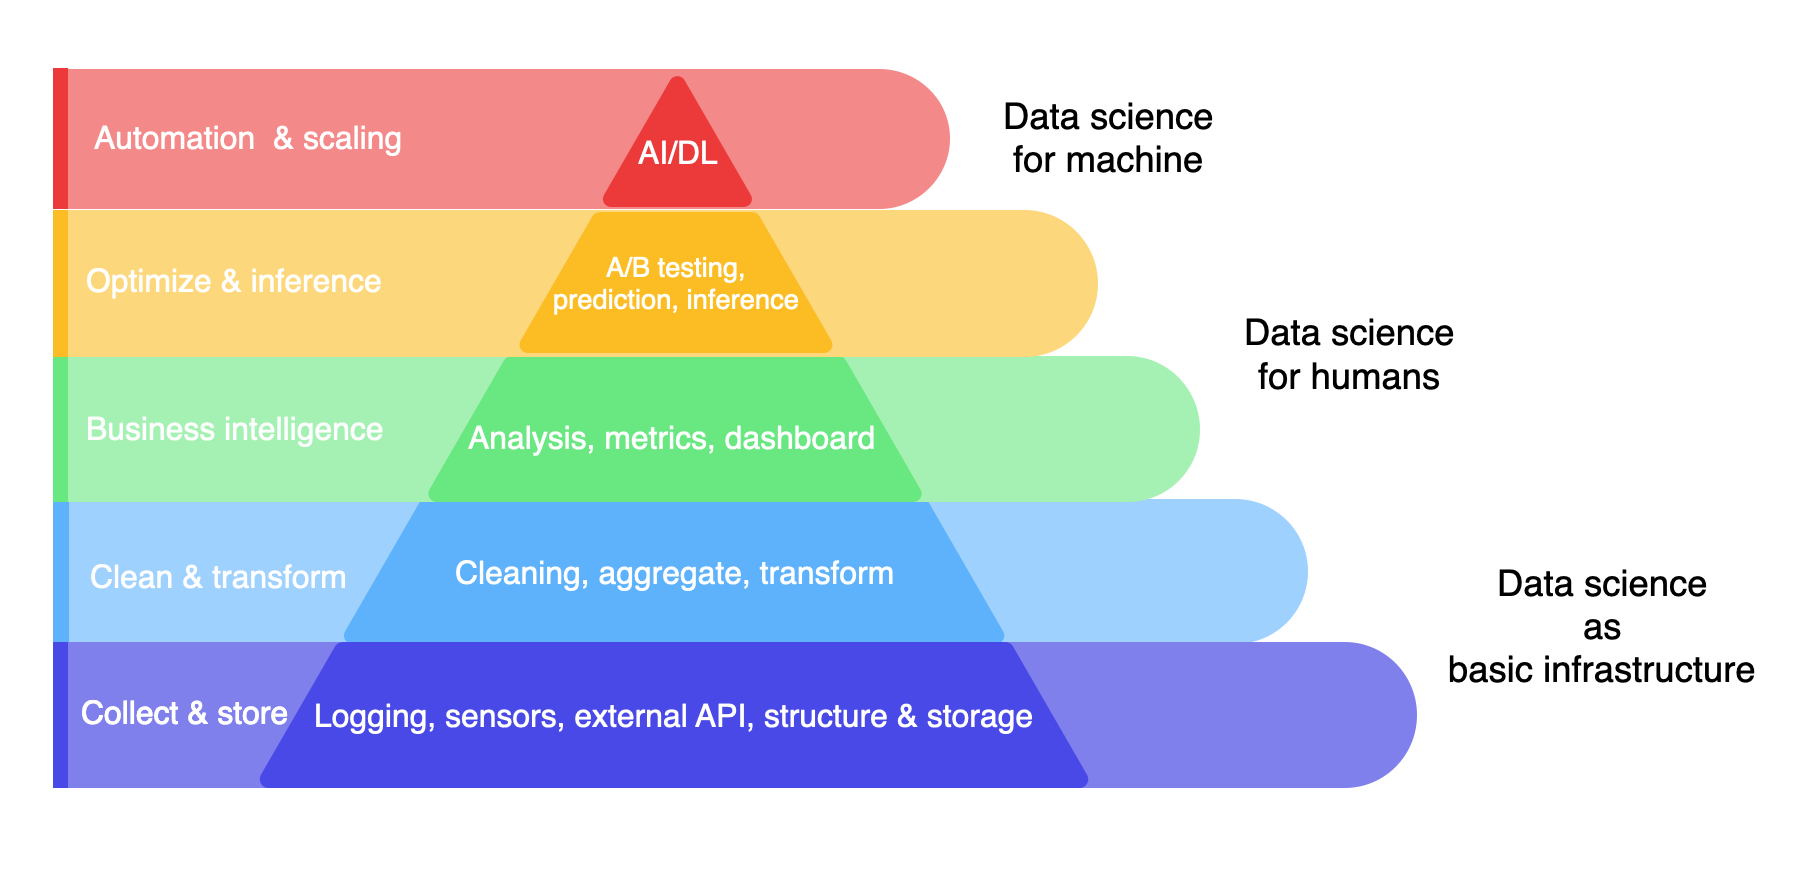 Automation  & scaling
AI/DL
Data science
for machine
Optimize & inference
A/B testing,
prediction, inference
Data science
for humans
Business intelligence
Analysis, metrics, dashboard
Clean & transform
Cleaning, aggregate, transform
Data science
as
basic infrastructure
Collect & store
Logging, sensors, external API, structure & storage